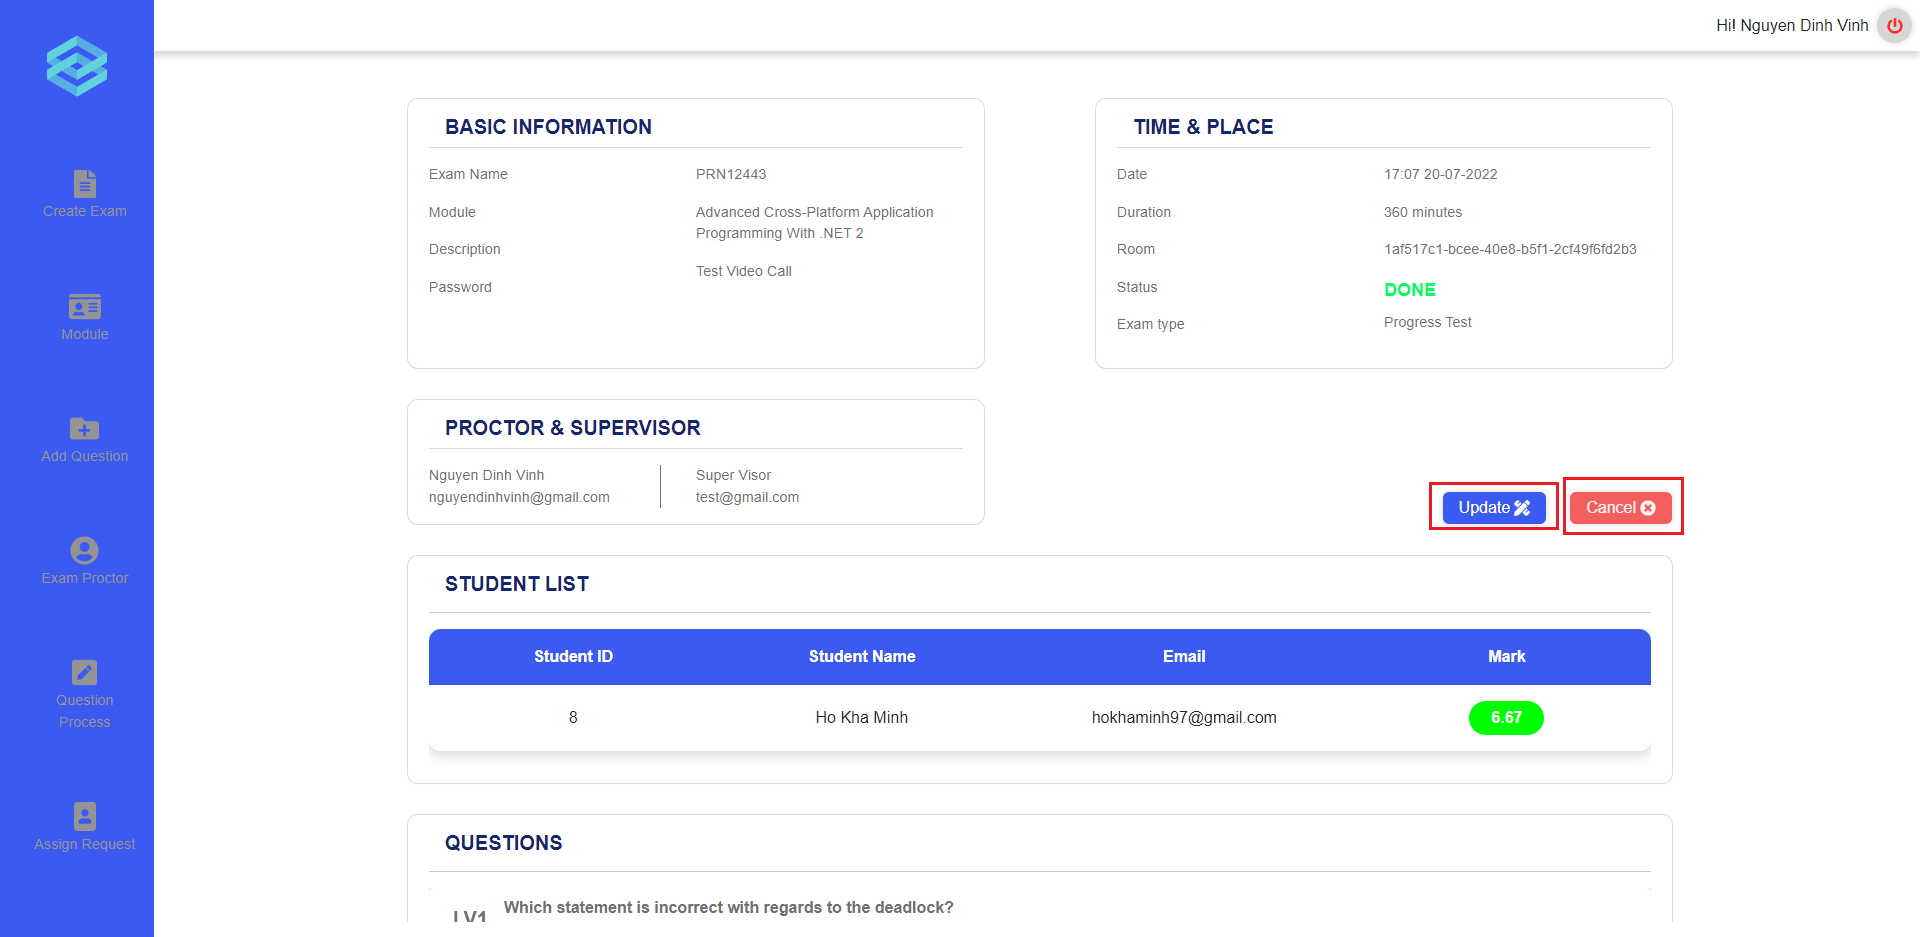 Hi! Nguyen Dinh Vinh
Create Exam
Module
Add Question
Exam Proctor
Question
Process
Assign Request
BASIC INFORMATION
Exam Name
PRN12443
Module
Advanced Cross-Platform Application
Programming With .NET 2
Description
Test Video Call
Password
TIME & PLACE
Date
17:07 20-07-2022
Duration
360 minutes
Room
1af517c1-bcee-40e8-b5f1-2cf49f6fd2b3
Status
DONE
Exam type
Progress Test
PROCTOR & SUPERVISOR
Nguyen Dinh Vinh
nguyendinhvinh@gmail.com
Super Visor
test@gmail.com
Update
Cancel
STUDENT LIST
Student ID
Student Name
Email
Mark
8
Ho Kha Minh
hokhaminh97@gmail.com
6.67
QUESTIONS
LV1
Which statement is incorrect with regards to the deadlock?